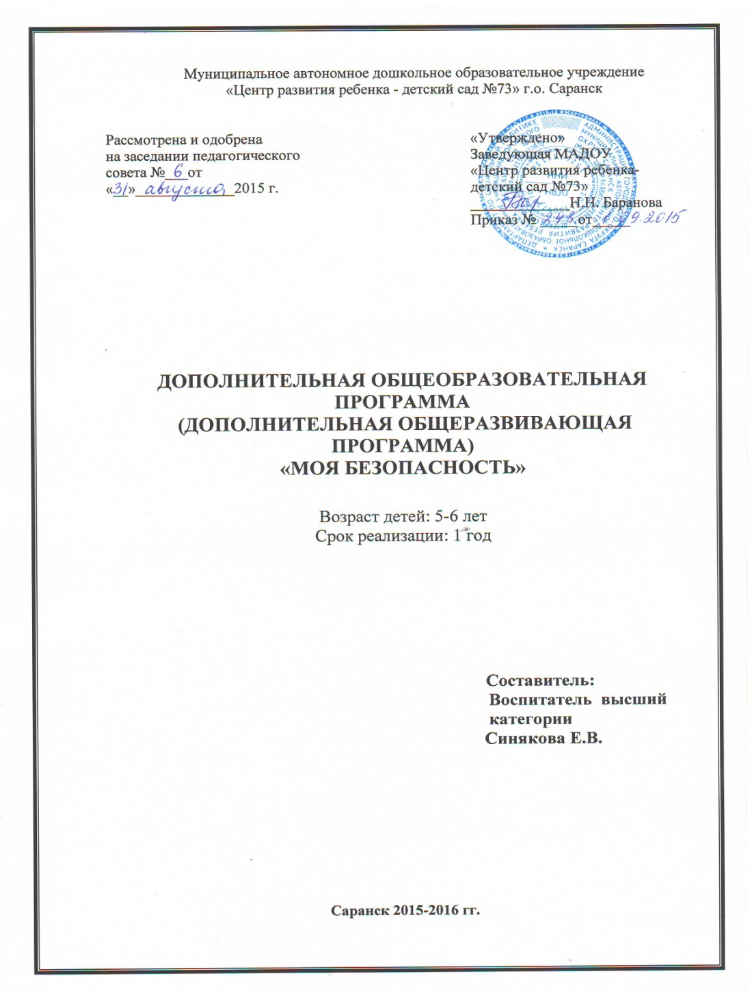 Муниципальное автономное дошкольное образовательное учреждение
«Центр развития ребенка - детский сад №73» г.о. Саранск
Рассмотрена и одобрена
на заседании педагогического
совета № 6 от
«31» августа 2015 г.
«Утверждено»
Заведующая МАДОУ
«Центр развития ребенка-
детский сад №73»
Н.Н. Баранова
Приказ № от 9.2015
ДОПОЛНИТЕЛЬНАЯ ОБЩЕОБРАЗОВАТЕЛЬНАЯ
ПРОГРАММА
(ДОПОЛНИТЕЛЬНАЯ ОБЩЕРАЗВИВАЮЩАЯ
ПРОГРАММА)
«МОЯ БЕЗОПАСНОСТЬ»
Возраст детей: 5-6 лет
Срок реализации: 1 год
Составитель:
Воспитатель высший
категории
Синякова Е.В.
Саранск 2015-2016 гг.